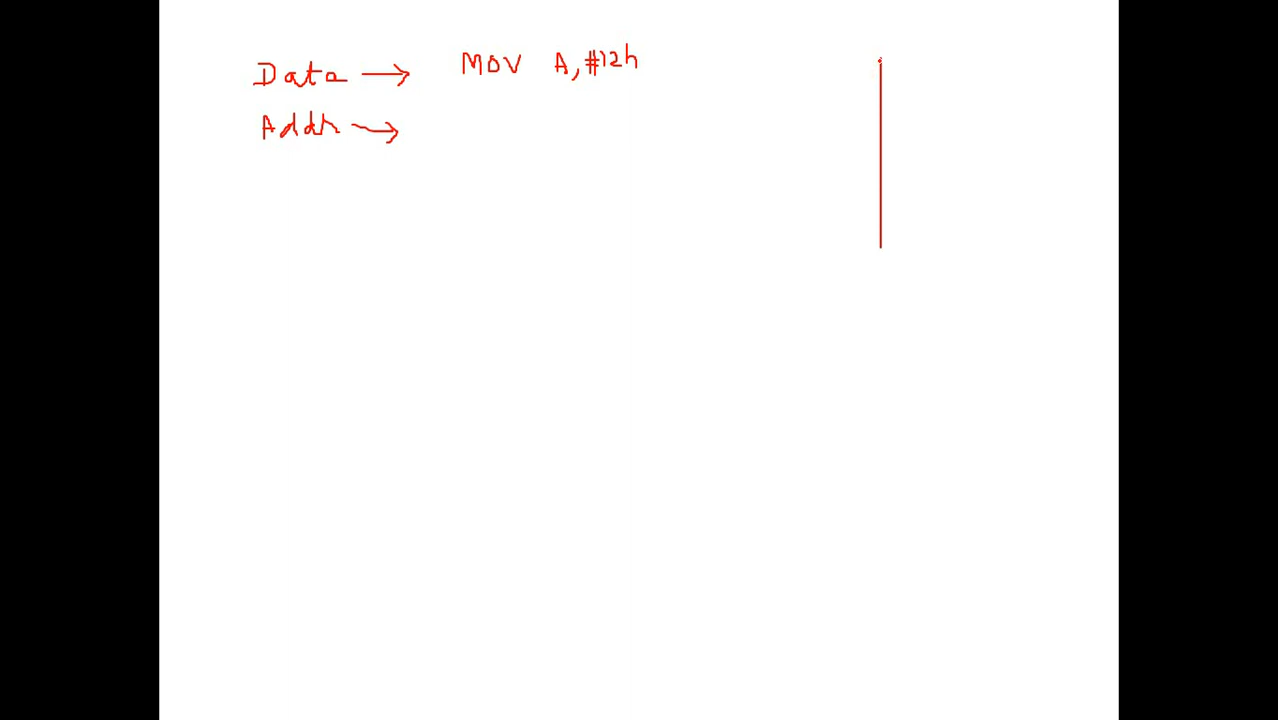 Data → MOV A, #12h
Addr →